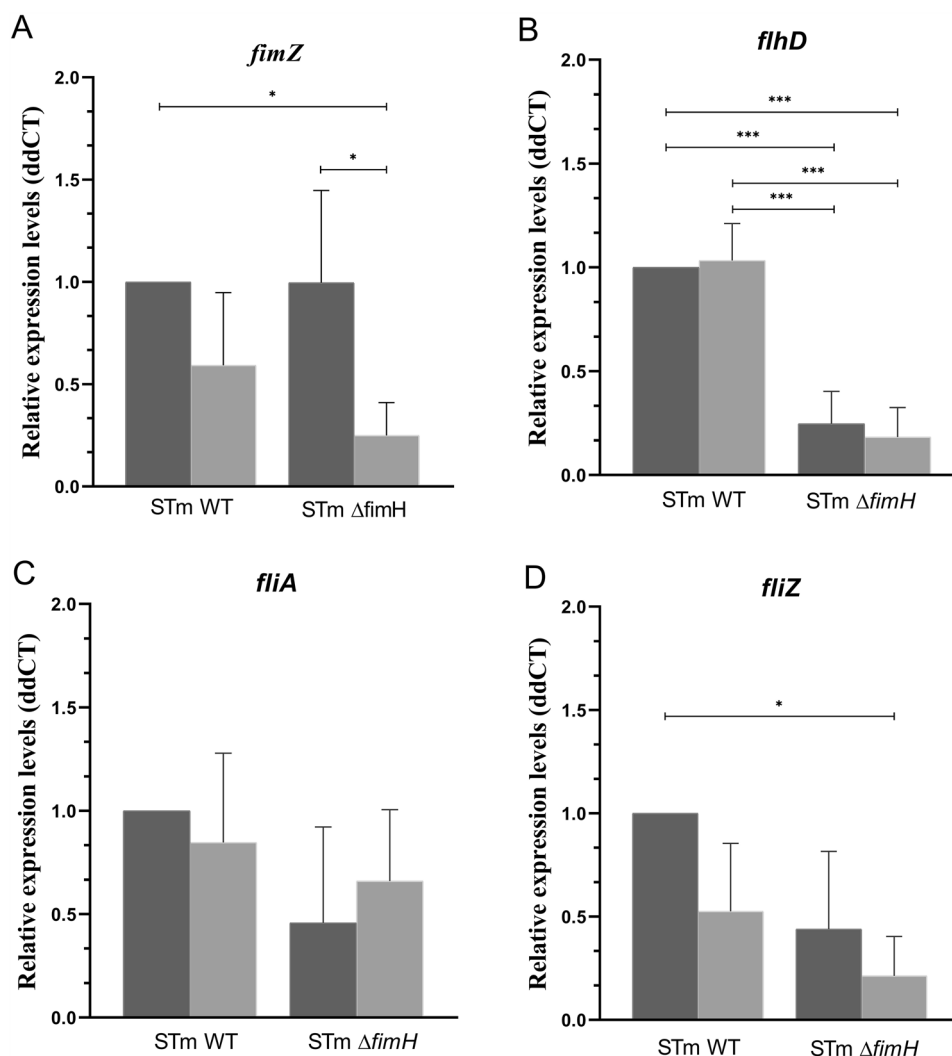 A
fimZ
Relative expression levels (ddCT)
2.0
1.5
1.0
0.5
0.0
*
*
STm WT
STm ΔfimH
B
flhD
Relative expression levels (ddCT)
2.0
1.5
1.0
0.5
0.0
***
***
***
***
STm WT
STm ΔfimH
C
fliA
Relative expression levels (ddCT)
2.0
1.5
1.0
0.5
0.0
STm WT
STm ΔfimH
D
fliZ
Relative expression levels (ddCT)
2.0
1.5
1.0
0.5
0.0
*
STm WT
STm ΔfimH